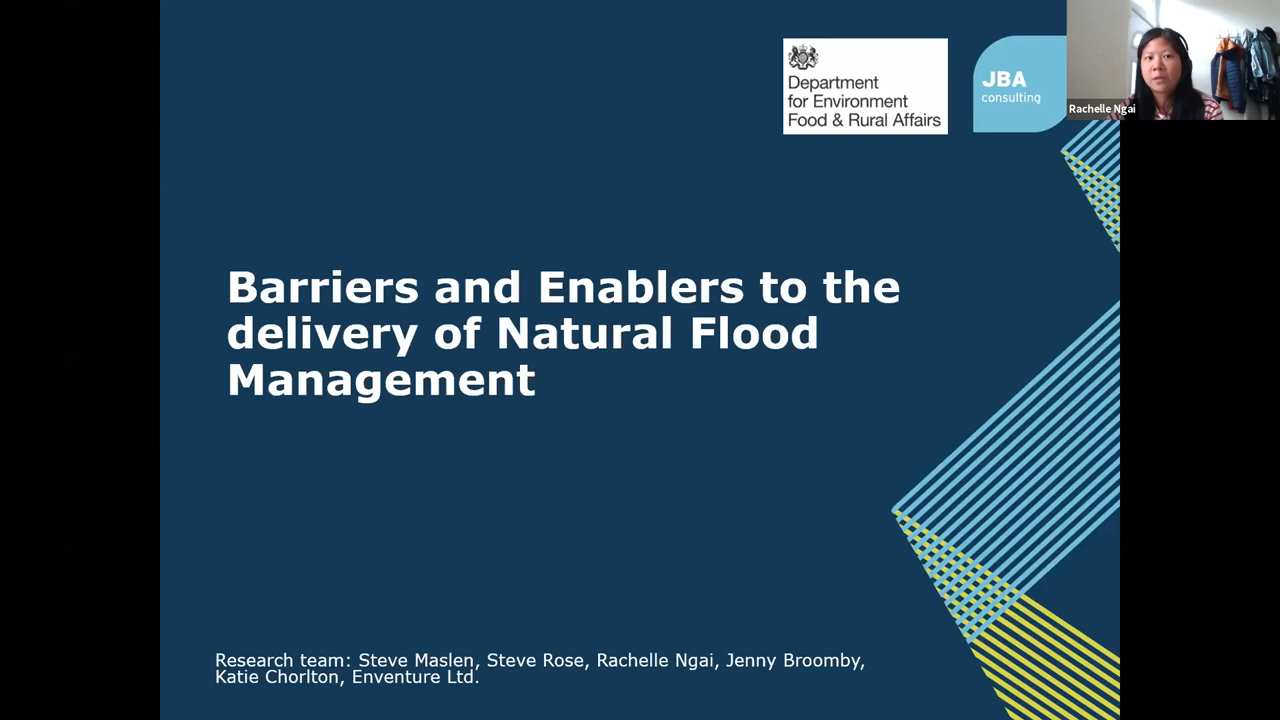 Department
for Environment
Food & Rural Affairs
JBA
consulting
Rachelle Ngai
Barriers and Enablers to the
delivery of Natural Flood
Management
Research team: Steve Maslen, Steve Rose, Rachelle Ngai, Jenny Broomby,
Katie Chorlton, Enventure Ltd.